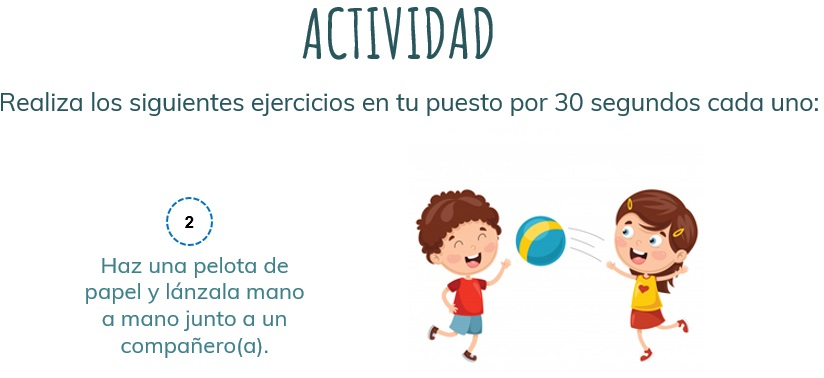 ACTIVIDAD
Realiza los siguientes ejercicios en tu puesto por 30 segundos cada uno:
2
Haz una pelota de
papel y lánzala mano
a mano junto a un
compañero(a).